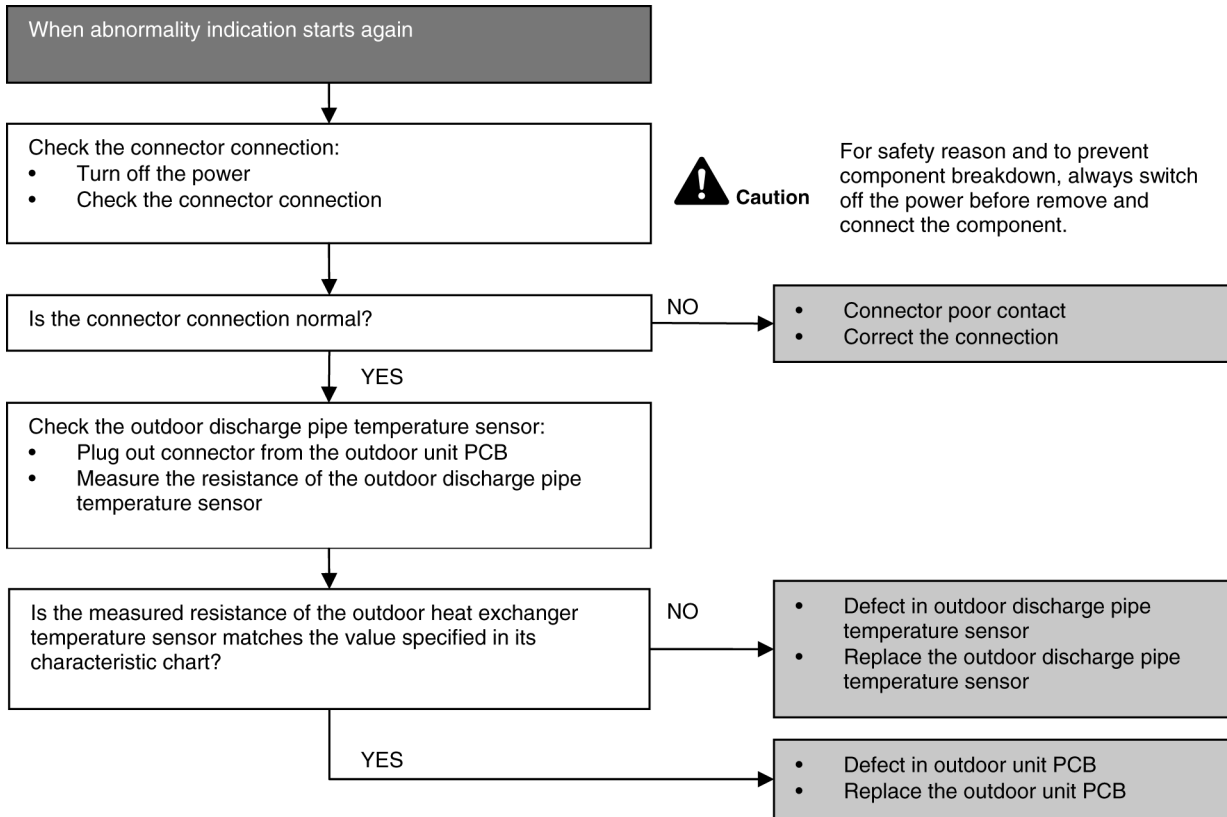 When abnormality indication starts again
Check the connector connection:
• Turn off the power
• Check the connector connection
Caution
For safety reason and to prevent
component breakdown, always switch
off the power before remove and
connect the component.
Is the connector connection normal?
NO
• Connector poor contact
• Correct the connection
YES
Check the outdoor discharge pipe temperature sensor:
• Plug out connector from the outdoor unit PCB
• Measure the resistance of the outdoor discharge pipe
temperature sensor
Is the measured resistance of the outdoor heat exchanger
temperature sensor matches the value specified in its
characteristic chart?
NO
• Defect in outdoor discharge pipe
temperature sensor
• Replace the outdoor discharge pipe
temperature sensor
YES
• Defect in outdoor unit PCB
• Replace the outdoor unit PCB